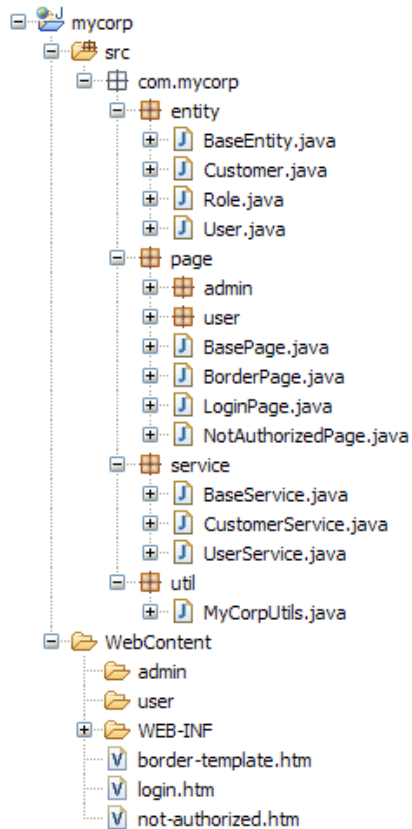 mycorp
src
com.mycorp
entity
BaseEntity.java
Customer.java
Role.java
User.java
page
admin
user
BasePage.java
BorderPage.java
LoginPage.java
NotAuthorizedPage.java
service
BaseService.java
CustomerService.java
UserService.java
util
MyCorpUtils.java
WebContent
admin
user
WEB-INF
border-template.htm
login.htm
not-authorized.htm